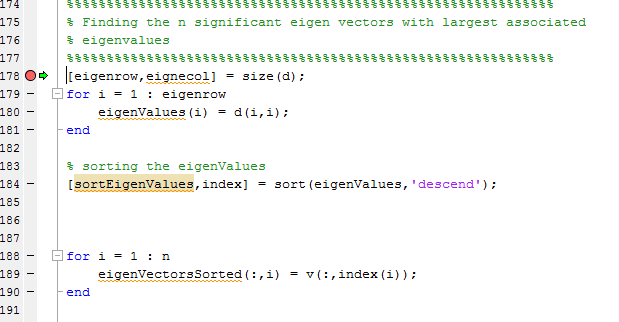 174 %%%%%%%%%%%%%%%%%%%%%%%%%%%%%%%%%%%%%%%%%%%%%%%%%%%%%%%%%%%%%
175 % Finding the n significant eigen vectors with largest associated
176 % eigenvalues
177 %%%%%%%%%%%%%%%%%%%%%%%%%%%%%%%%%%%%%%%%%%%%%%%%%%%%%%%%%%%%%
178 [eigenrow,eignecol] = size(d);
179 – for i = 1 : eigenrow
180 – eigenValues(i) = d(i,i);
181 – end
182
183 % sorting the eigenValues
184 – [sortEigenValues,index] = sort(eigenValues,'descend');
185
186
187
188 – for i = 1 : n
189 – eigenVectorsSorted(:,i) = v(:,index(i));
190 – end
191